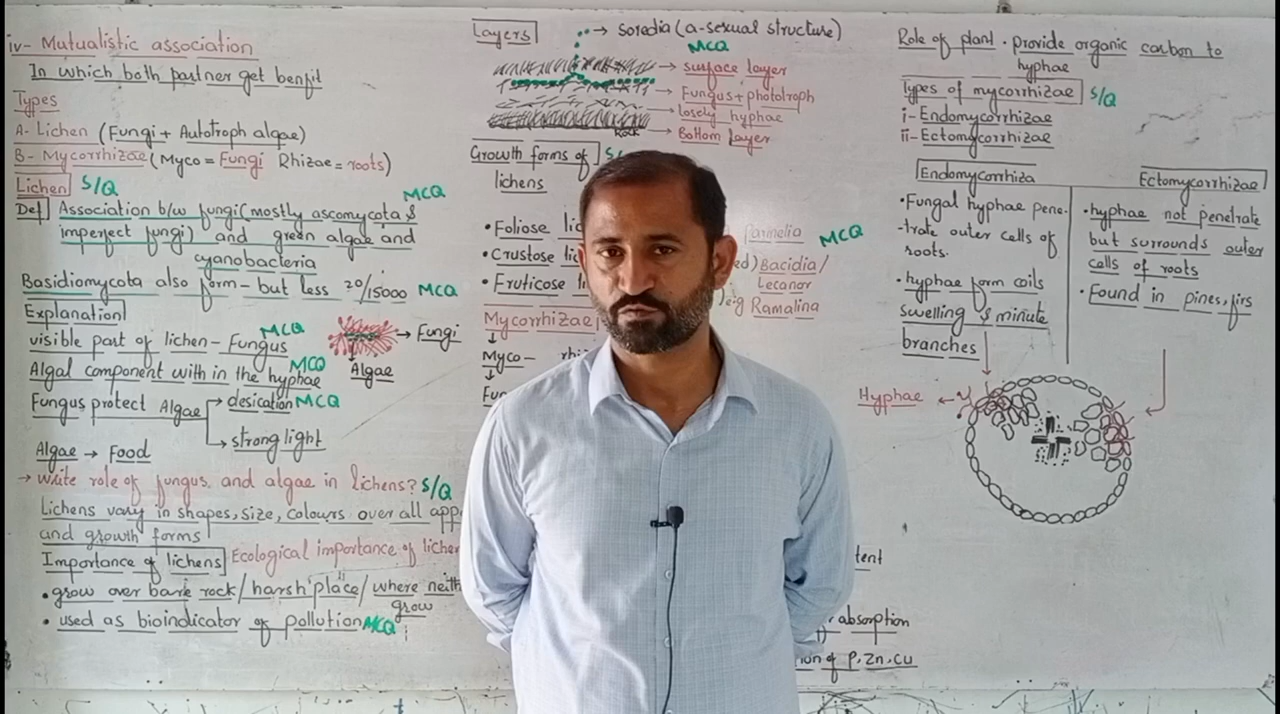 iv- Mutualistic association
In which both partner get benfit
Types
A- Lichen (Fungi + Autotroph algae)
B- Mycorrhizae (Myco = Fungi Rhizae = roots)
Lichen S/Q
MCQ
Def Association b/w fungi (mostly ascomycota &
imperfect fungi) and green algae and
cyanobacteria
Basidiomycota also form - but less 20/15000 MCQ
Explanation
visible part of lichen - Fungus MCQ
→ Fungi
Algae
Algal component with in the hyphae MCQ
Fungus protect Algae → desication MCQ
→ strong light
Algae → Food
→ Write role of fungus and algae in lichens? S/Q
Lichens vary in shapes, size, colours over all app
and growth forms
Importance of lichens Ecological importance of lichen
• grow over bare rock / harsh place / where neith
grow
• used as bioindicator of pollution MCQ
Layers
→ soredia (a-sexual structure)
MCQ
→ surface layer
→ Fungus + phototroph
→ losely hyphae
Rock
→ Bottom layer
Growth forms of
lichens
• Foliose
Parmelia MCQ
• Crustose
Bacidia/
Lecanor
• Fruticose
e.g Ramalina
Mycorrhizae
↓
Myco -
↓
tent
absorption
of P, Zn, Cu
Role of plant • provide organic carbon to
hyphae
Types of mycorrhizae S/Q
i- Endomycorrhizae
ii- Ectomycorrhizae
Endomycorrhiza
• Fungal hyphae pene-
-trate outer cells of
roots.
• hyphae form coils
swelling & minute
branches
Ectomycorrhizae
• hyphae not penetrate
but surrounds outer
cells of roots
• Found in pines, firs
Hyphae ←